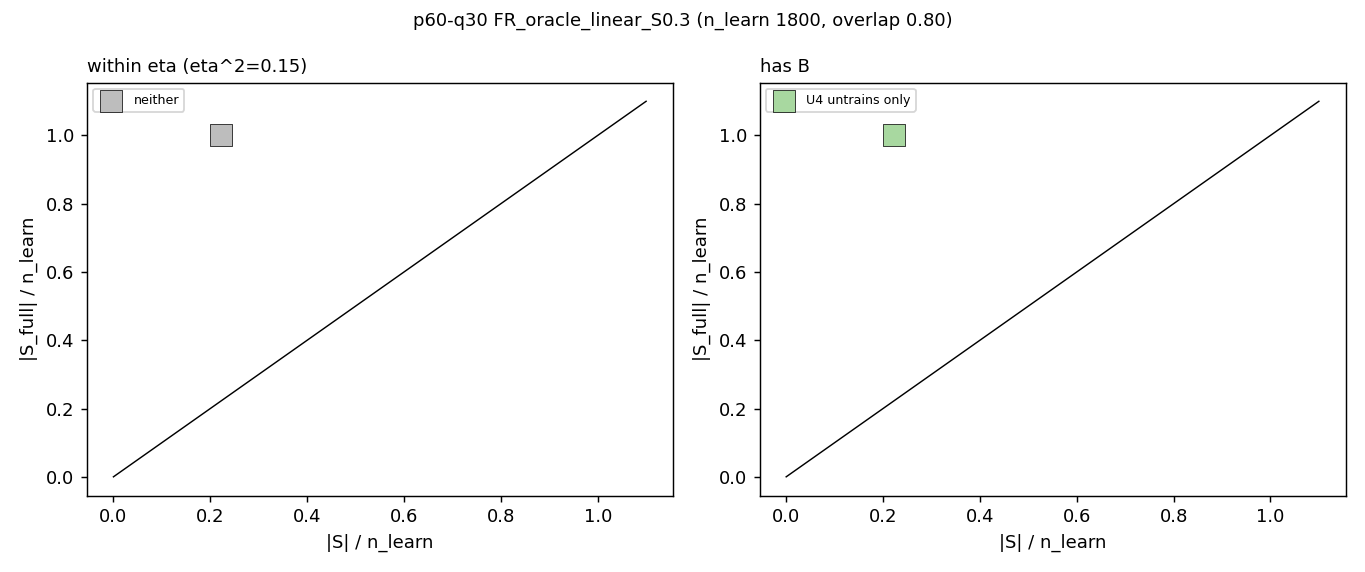 p60-q30 FR_oracle_linear_S0.3 (n_learn 1800, overlap 0.80)
within eta (eta^2=0.15)
neither
1.0
0.8
0.6
0.4
0.2
0.0
|S_full| / n_learn
0.0 0.2 0.4 0.6 0.8 1.0
|S| / n_learn
has B
U4 untrains only
1.0
0.8
0.6
0.4
0.2
0.0
|S_full| / n_learn
0.0 0.2 0.4 0.6 0.8 1.0
|S| / n_learn